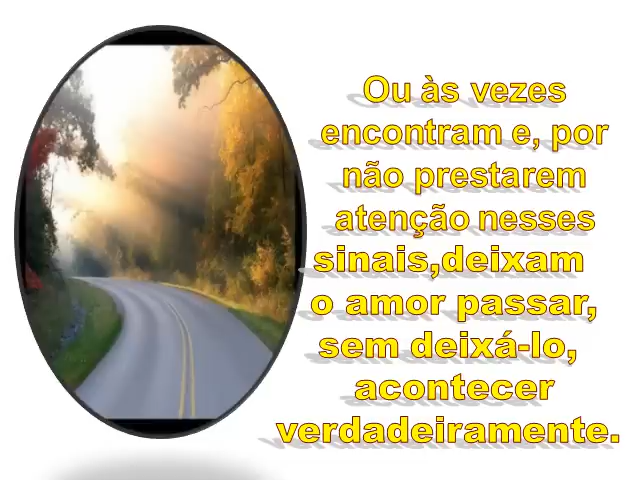 Ou às vezes
encontram e, por
não prestarem
atenção nesses
sinais,deixam
o amor passar,
sem deixá-lo,
acontecer
verdadeiramente.